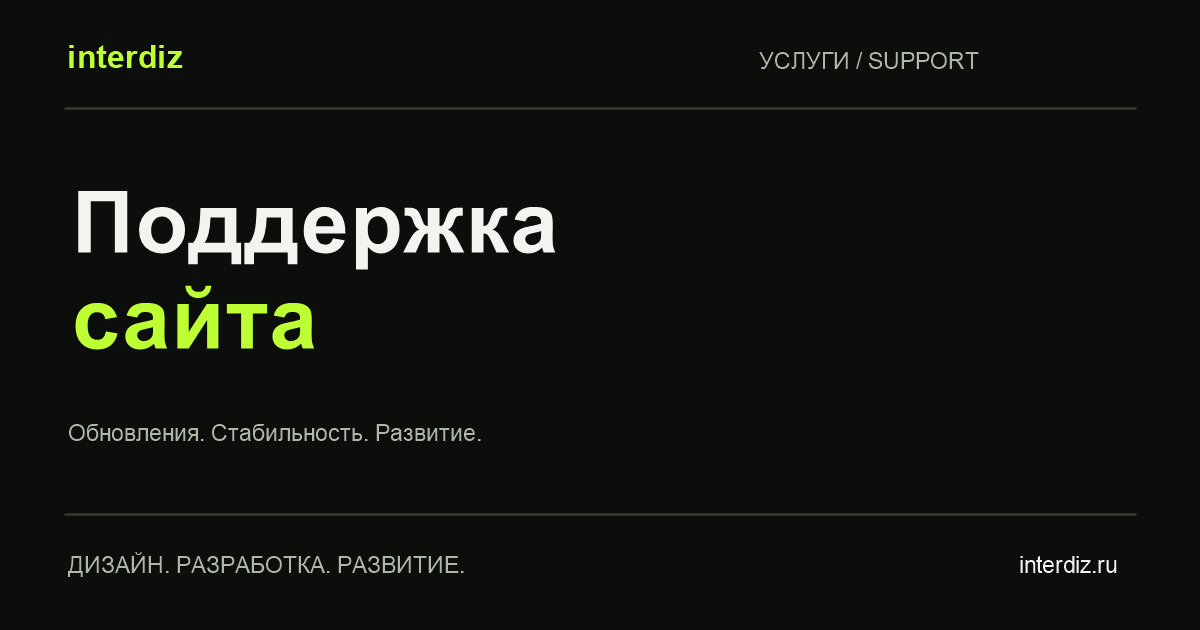 interdiz
УСЛУГИ / SUPPORT
Поддержка
сайта
Обновления. Стабильность. Развитие.
ДИЗАЙН. РАЗРАБОТКА. РАЗВИТИЕ.
interdiz.ru